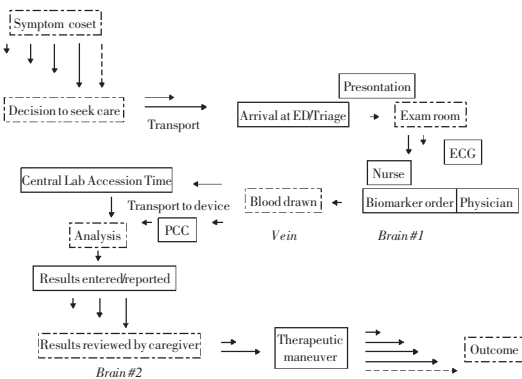 Symptom coset
Decision to seek care
Transport
Presontation
Arrival at ED/Triage
Exam room
ECG
Nurse
Biomarker order
Physician
Central Lab Accession Time
Transport to device
Blood drawn
PCC
Analysis
Vein
Brain#1
Results entered/reported
Results reviewed by caregiver
Therapeutic
maneuver
Outcome
Brain#2